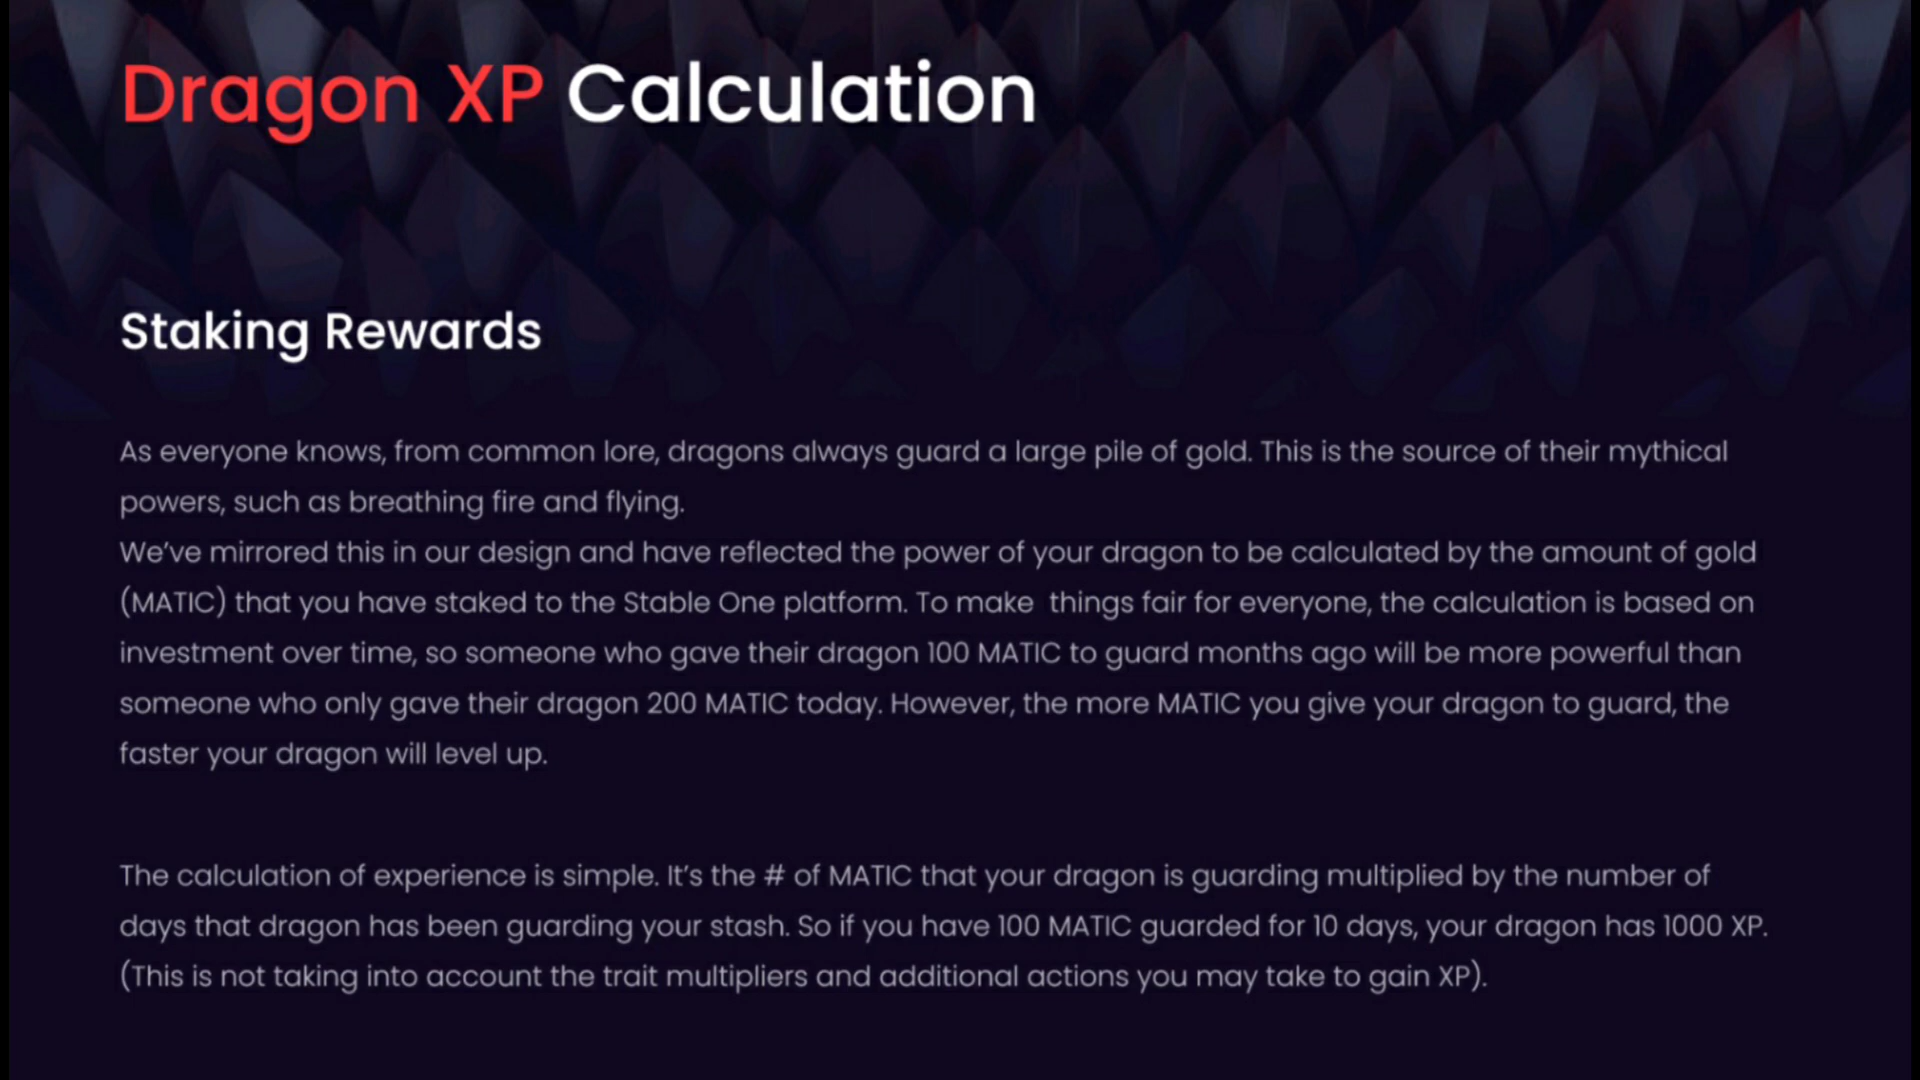 Dragon XP Calculation
Staking Rewards
As everyone knows, from common lore, dragons always guard a large pile of gold. This is the source of their mythical
powers, such as breathing fire and flying.
We’ve mirrored this in our design and have reflected the power of your dragon to be calculated by the amount of gold
(MATIC) that you have staked to the Stable One platform. To make  things fair for everyone, the calculation is based on
investment over time, so someone who gave their dragon 100 MATIC to guard months ago will be more powerful than
someone who only gave their dragon 200 MATIC today. However, the more MATIC you give your dragon to guard, the
faster your dragon will level up.
The calculation of experience is simple. It’s the # of MATIC that your dragon is guarding multiplied by the number of
days that dragon has been guarding your stash. So if you have 100 MATIC guarded for 10 days, your dragon has 1000 XP.
(This is not taking into account the trait multipliers and additional actions you may take to gain XP).